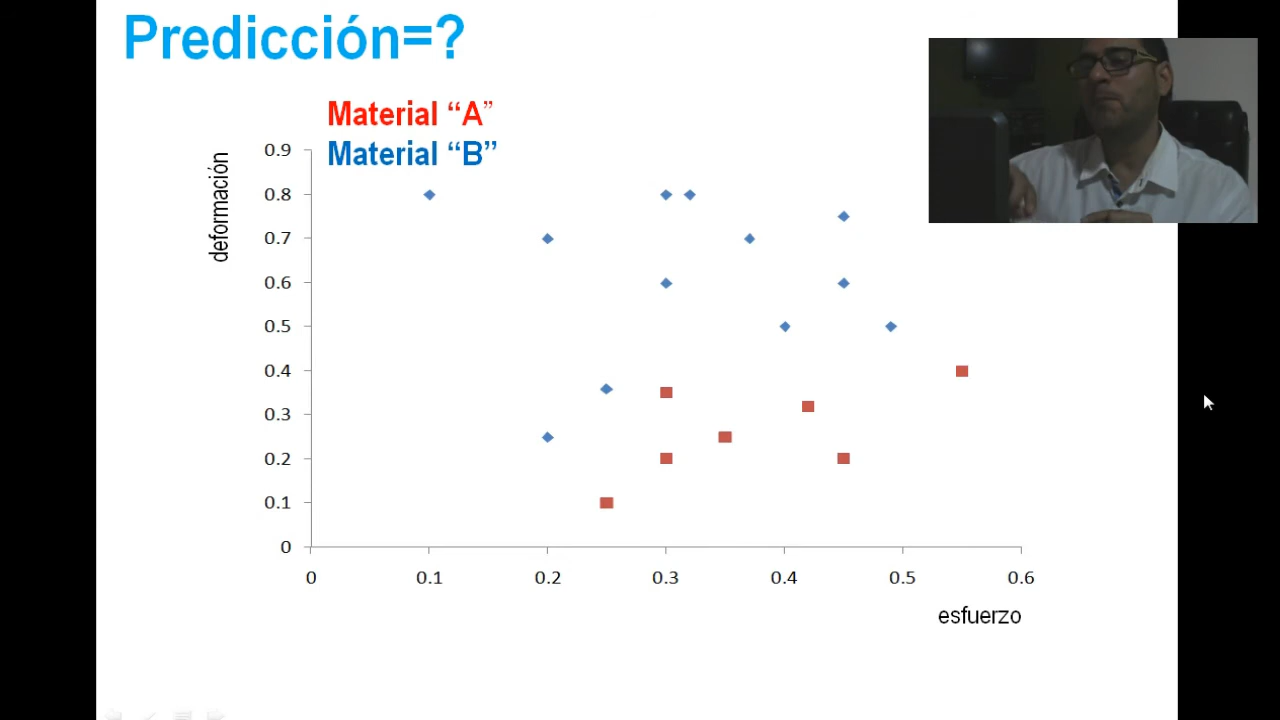 Predicción=?
Material “A”
Material “B”
deformación
0.9
0.8
0.7
0.6
0.5
0.4
0.3
0.2
0.1
0
0 0.1 0.2 0.3 0.4 0.5 0.6
esfuerzo